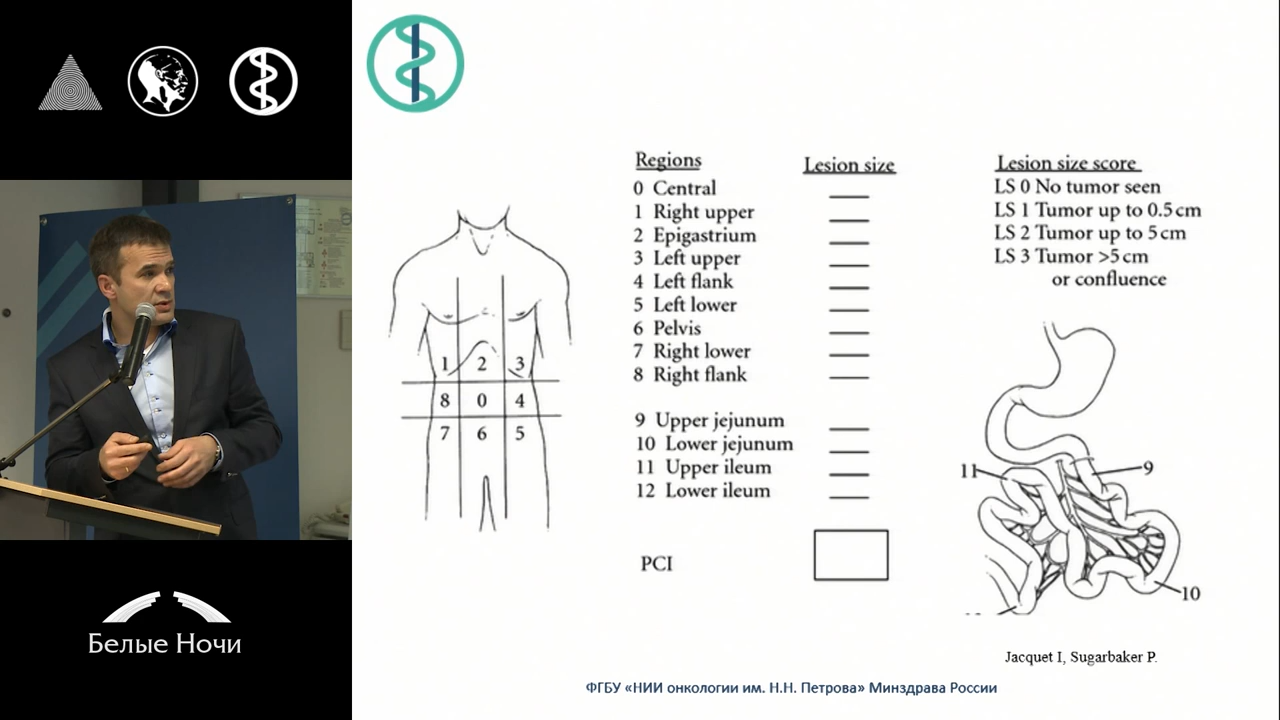 Белые Ночи
Regions
0 Central
1 Right upper
2 Epigastrium
3 Left upper
4 Left flank
5 Left lower
6 Pelvis
7 Right lower
8 Right flank
9 Upper jejunum
10 Lower jejunum
11 Upper ileum
12 Lower ileum
PCI
Lesion size
Lesion size score
LS 0 No tumor seen
LS 1 Tumor up to 0.5 cm
LS 2 Tumor up to 5 cm
LS 3 Tumor >5 cm
or confluence
1 2 3
8 0 4
7 6 5
11
9
10
Jacquet I, Sugarbaker P.
ФГБУ «НИИ онкологии им. Н.Н. Петрова» Минздрава России